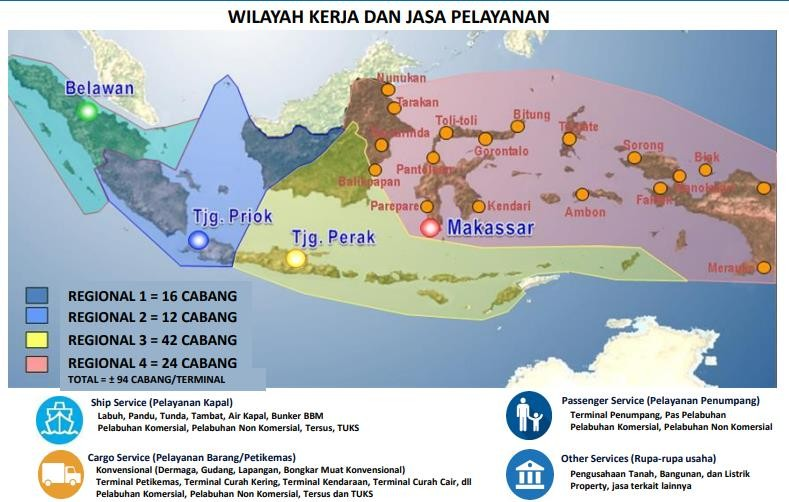 WILAYAH KERJA DAN JASA PELAYANAN
Belawan
Nunukan
Tarakan
Toli-toli
Bitung
Gorontalo
Sorong
Biak
Balikpapan
Parepare
Kendari
Ambon
Tjg. Priok
Makassar
Tjg. Perak
Merauke
REGIONAL 1 = 16 CABANG
REGIONAL 2 = 12 CABANG
REGIONAL 3 = 42 CABANG
REGIONAL 4 = 24 CABANG
TOTAL = ± 94 CABANG/TERMINAL
Ship Service (Pelayanan Kapal)
Labuh, Pandu, Tunda, Tambat, Air Kapal, Bunker BBM
Pelabuhan Komersial, Pelabuhan Non Komersial, Tersus, TUKS
Cargo Service (Pelayanan Barang/Petikemas)
Konvensional (Dermaga, Gudang, Lapangan, Bongkar Muat Konvensional)
Terminal Petikemas, Terminal Curah Kering, Terminal Kendaraan, Terminal Curah Cair, dll
Pelabuhan Komersial, Pelabuhan Non Komersial, Tersus dan TUKS
Passenger Service (Pelayanan Penumpang)
Terminal Penumpang, Pas Pelabuhan
Pelabuhan Komersial, Pelabuhan Non Komersial
Other Services (Rupa-rupa usaha)
Pengusahaan Tanah, Bangunan, dan Listrik
Property, jasa terkait lainnya